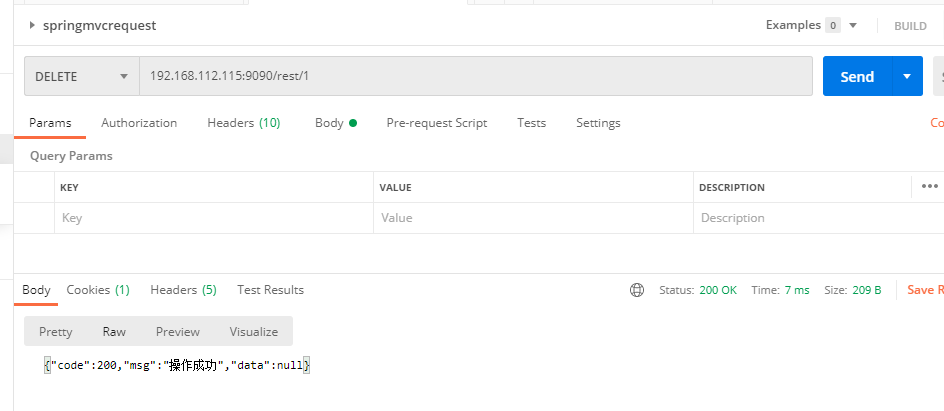 springmvcrequest Examples 0 BUILD
DELETE 192.168.112.115:9090/rest/1 Send
Params Authorization Headers (10) Body Pre-request Script Tests Settings Co
Query Params
KEY VALUE DESCRIPTION
Key Value Description
Body Cookies (1) Headers (5) Test Results Status: 200 OK Time: 7 ms Size: 209 B Save R
Pretty Raw Preview Visualize
{"code":200,"msg":"操作成功","data":null}